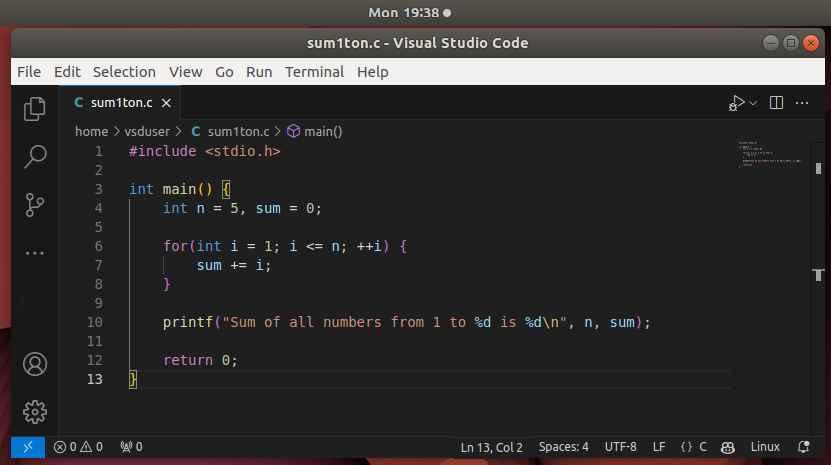 Mon 19:38
sum1ton.c - Visual Studio Code
File Edit Selection View Go Run Terminal Help
C sum1ton.c
home > vsduser > C sum1ton.c > main()
1 #include <stdio.h>
2
3 int main() {
4     int n = 5, sum = 0;
5
6     for(int i = 1; i <= n; ++i) {
7         sum += i;
8     }
9
10     printf("Sum of all numbers from 1 to %d is %d\n", n, sum);
11
12     return 0;
13 }
0 0 0 Ln 13, Col 2 Spaces: 4 UTF-8 LF {} C Linux